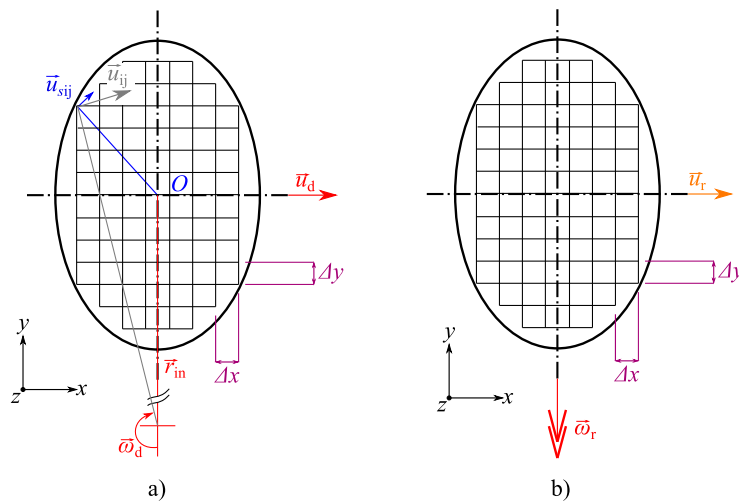 u⃗sij
u⃗ij
O
u⃗d
Δy
r⃗in
Δx
y
x
z
ω⃗d
a)
u⃗r
Δy
Δx
y
x
z
ω⃗r
b)